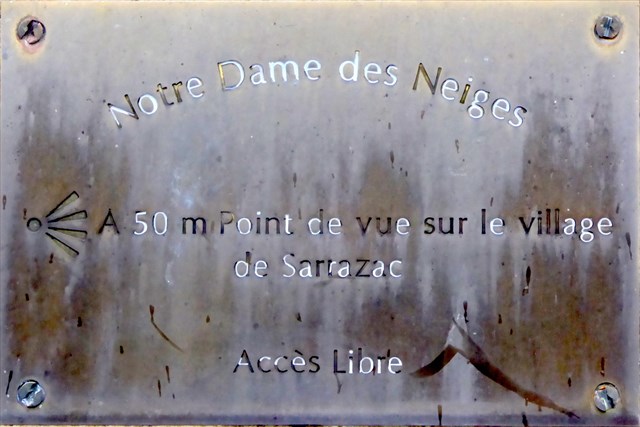 Notre Dame des Neiges
A 50 m Point de vue sur le village
de Sarrazac
Accès Libre